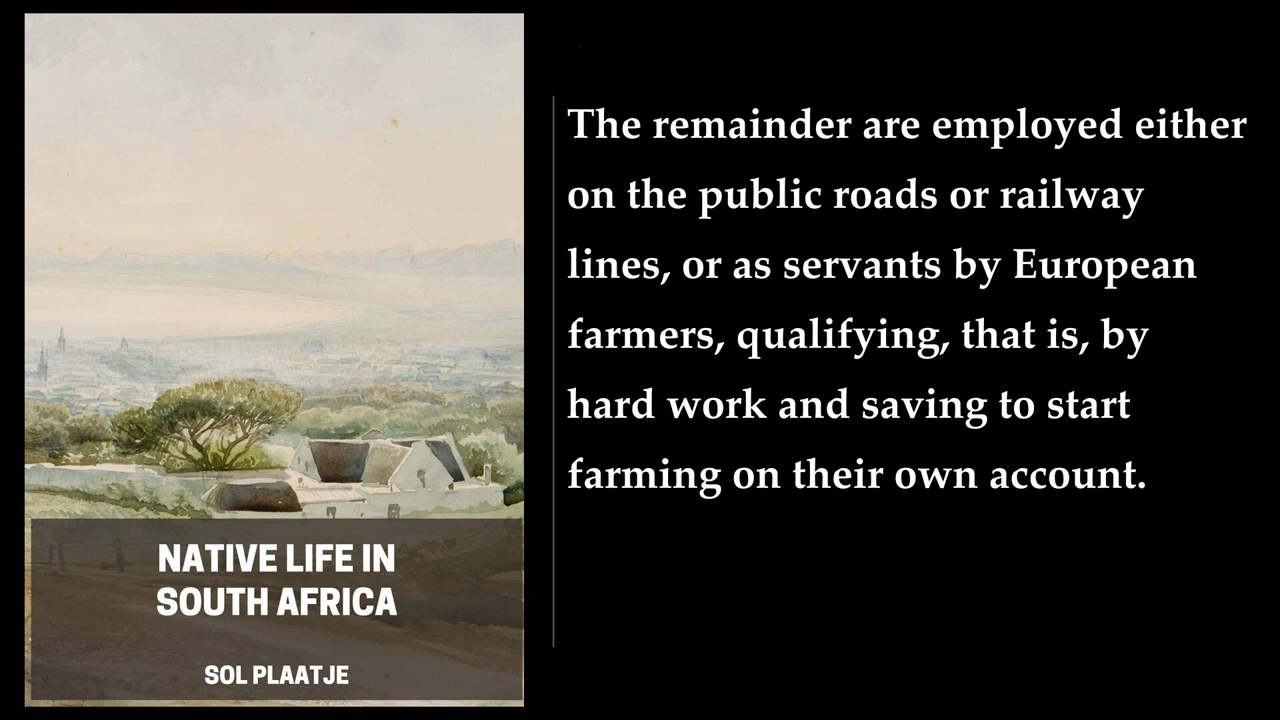 NATIVE LIFE IN
SOUTH AFRICA
SOL PLAATJE
The remainder are employed either
on the public roads or railway
lines, or as servants by European
farmers, qualifying, that is, by
hard work and saving to start
farming on their own account.